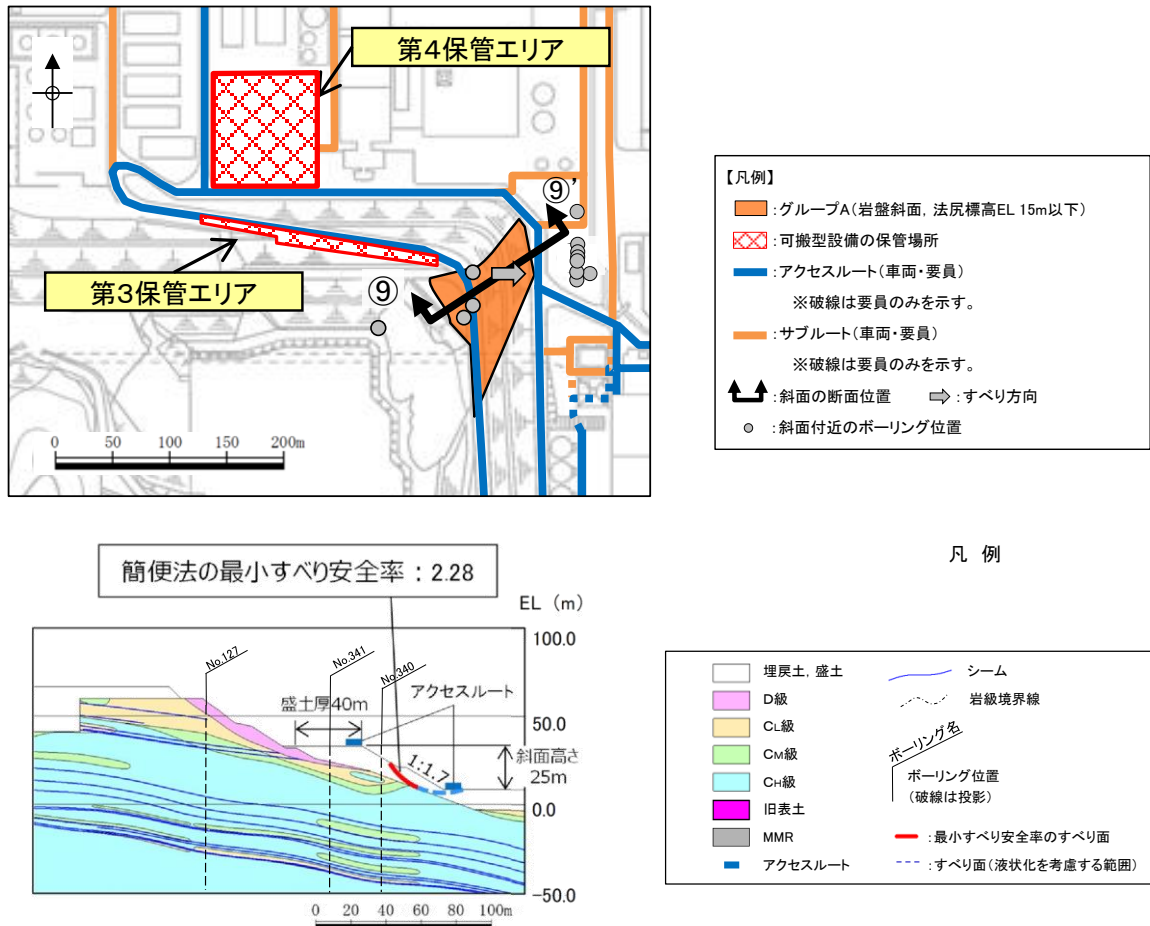 第4保管エリア
第3保管エリア
⑨'
⑨
0 50 100 150 200m
【凡例】
:グループA(岩盤斜面, 法尻標高EL 15m以下)
:可搬型設備の保管場所
:アクセスルート(車両・要員)
※破線は要員のみを示す。
:サブルート(車両・要員)
※破線は要員のみを示す。
:斜面の断面位置 :すべり方向
:斜面付近のボーリング位置
簡便法の最小すべり安全率:2.28
EL (m)
100.0
50.0
0.0
-50.0
No.127
No.341
No.340
アクセスルート
盛土厚40m
斜面高さ
25m
1:1.7
0 20 40 60 80 100m
凡 例
埋戻土, 盛土
D級
CL級
CM級
CH級
旧表土
MMR
アクセスルート
シーム
岩級境界線
ボーリング名
ボーリング位置
(破線は投影)
:最小すべり安全率のすべり面
:すべり面(液状化を考慮する範囲)